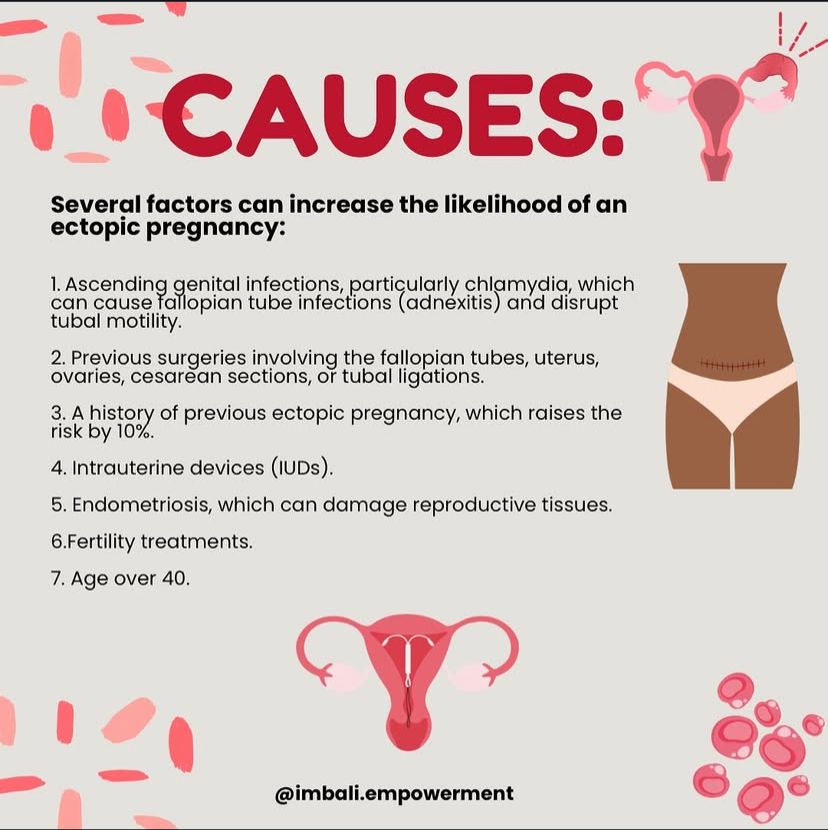 CAUSES:
Several factors can increase the likelihood of an
ectopic pregnancy:
1. Ascending genital infections, particularly chlamydia, which
can cause fallopian tube infections (adnexitis) and disrupt
tubal motility.
2. Previous surgeries involving the fallopian tubes, uterus,
ovaries, cesarean sections, or tubal ligations.
3. A history of previous ectopic pregnancy, which raises the
risk by 10%.
4. Intrauterine devices (IUDs).
5. Endometriosis, which can damage reproductive tissues.
6.Fertility treatments.
7. Age over 40.
@imbali.empowerment